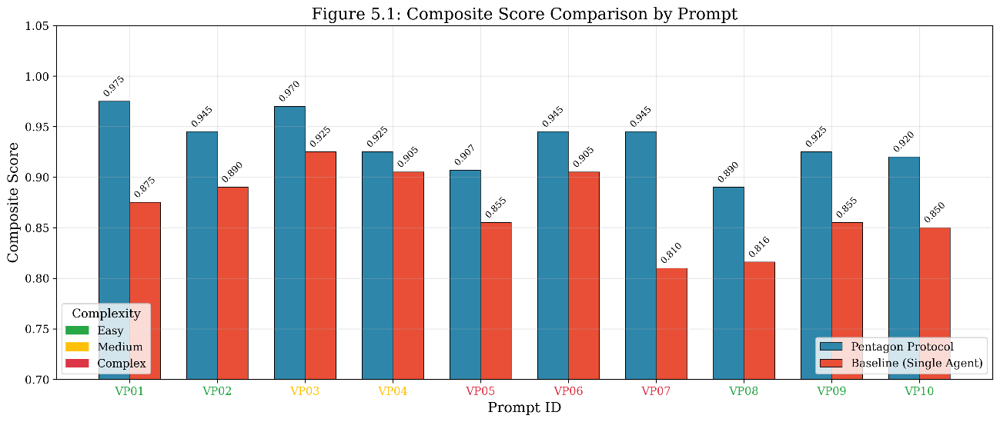 Figure 5.1: Composite Score Comparison by Prompt
Composite Score
1.05
1.00
0.95
0.90
0.85
0.80
0.75
0.70
0.975
0.875
0.945
0.890
0.970
0.925
0.925
0.905
0.907
0.855
0.945
0.905
0.945
0.810
0.890
0.816
0.925
0.855
0.920
0.850
Complexity
Easy
Medium
Complex
Pentagon Protocol
Baseline (Single Agent)
VP01 VP02 VP03 VP04 VP05 VP06 VP07 VP08 VP09 VP10
Prompt ID